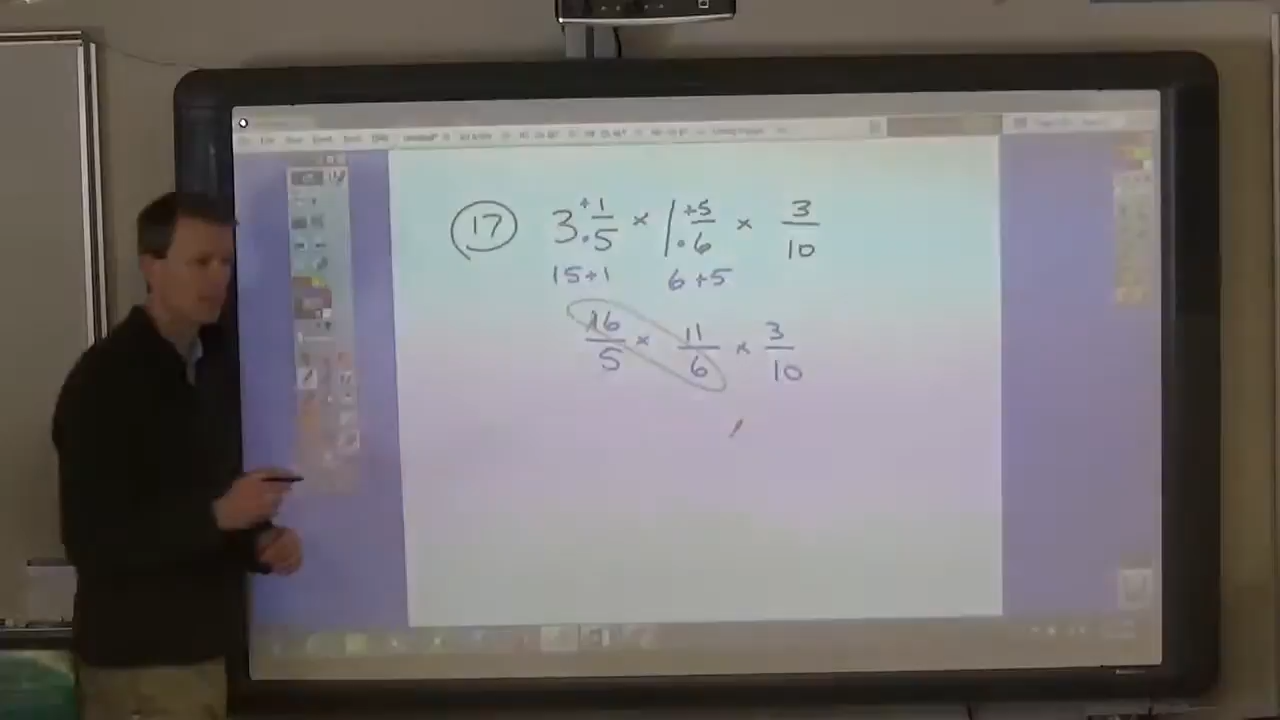 17 3 + 1/5 × 1 + 5/6 × 3/10
15+1 6+5
16/5 × 11/6 × 3/10